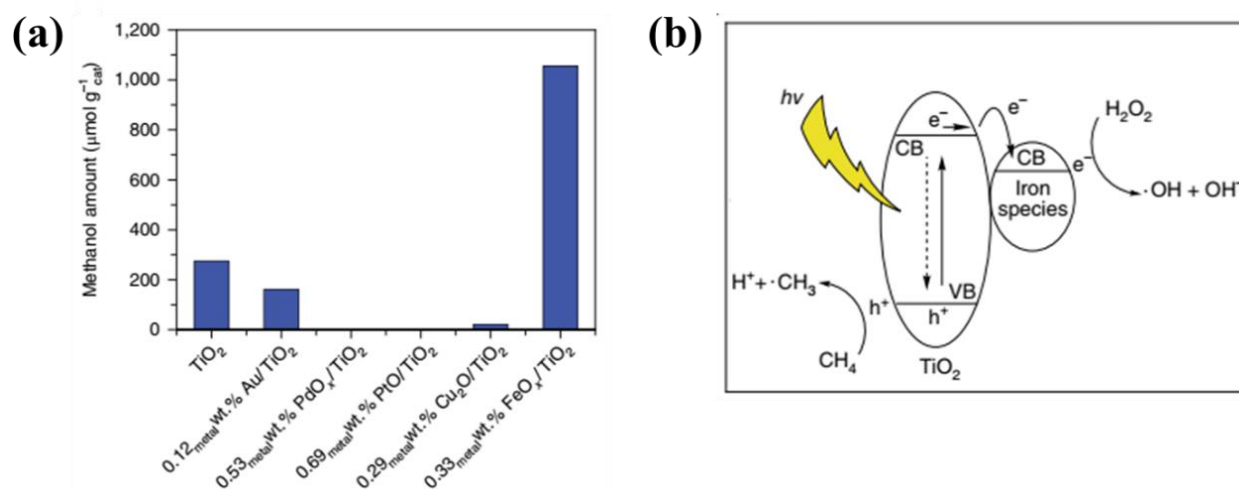 (a)
Methanol amount (μmol g⁻¹cat)
1,200
1,000
800
600
400
200
0
TiO₂
0.12metalwt.% Au/TiO₂
0.53metalwt.% PdOₓ/TiO₂
0.69metalwt.% PtO/TiO₂
0.29metalwt.% Cu₂O/TiO₂
0.33metalwt.% FeOₓ/TiO₂
(b)
hv
e⁻
e⁻
H₂O₂
CB
CB
e⁻
Iron
species
·OH + OH⁻
H⁺ + ·CH₃
VB
h⁺
h⁺
CH₄
TiO₂